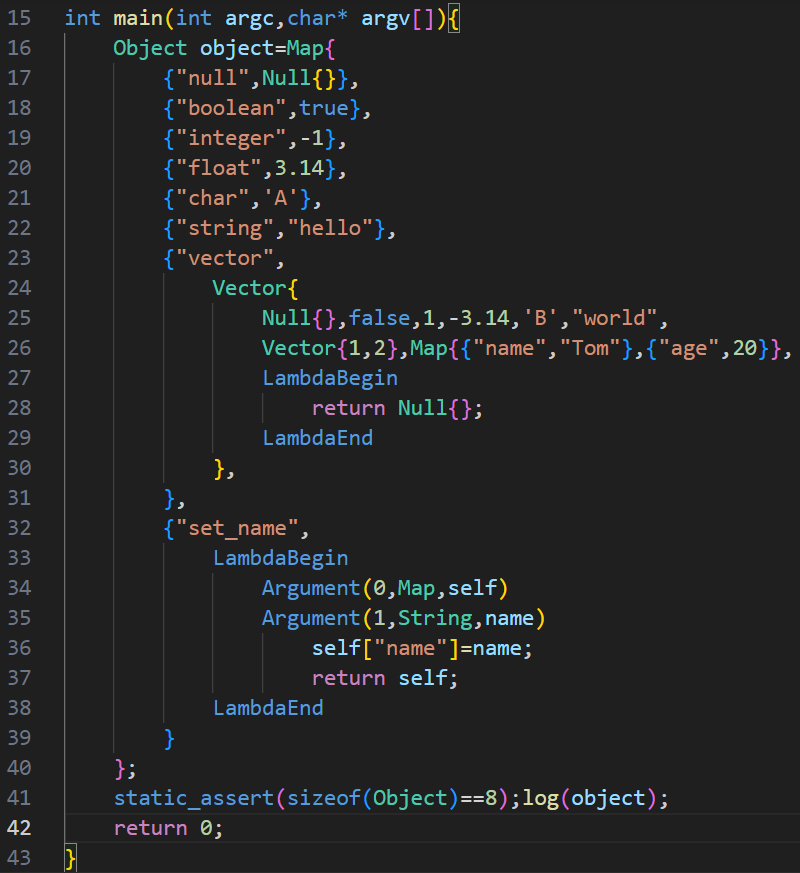 15 int main(int argc,char* argv[]){
16     Object object=Map{
17         {"null",Null{}},
18         {"boolean",true},
19         {"integer",-1},
20         {"float",3.14},
21         {"char",'A'},
22         {"string","hello"},
23         {"vector",
24             Vector{
25                 Null{},false,1,-3.14,'B',"world",
26                 Vector{1,2},Map{{"name","Tom"},{"age",20}},
27                 LambdaBegin
28                     return Null{};
29                 LambdaEnd
30             },
31         },
32         {"set_name",
33             LambdaBegin
34                 Argument(0,Map,self)
35                 Argument(1,String,name)
36                     self["name"]=name;
37                     return self;
38             LambdaEnd
39         }
40     };
41     static_assert(sizeof(Object)==8);log(object);
42     return 0;
43 }